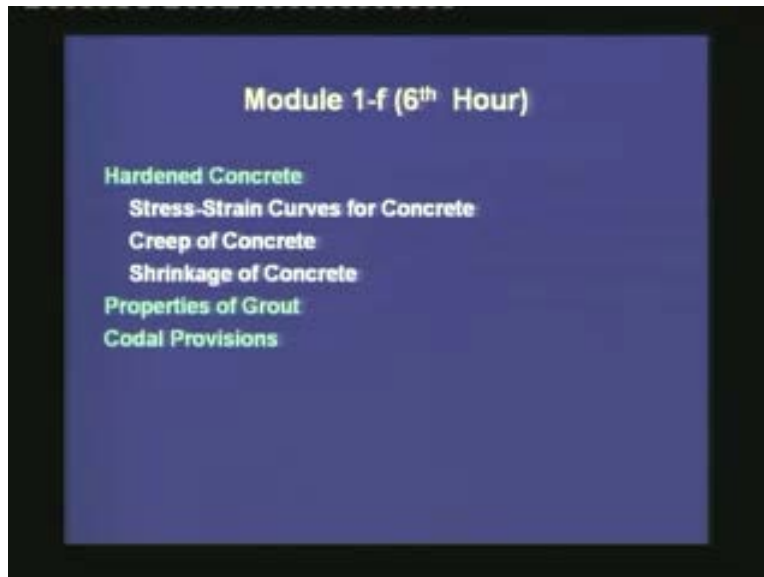 Module 1-f (6th Hour)
Hardened Concrete
Stress-Strain Curves for Concrete
Creep of Concrete
Shrinkage of Concrete
Properties of Grout
Codal Provisions